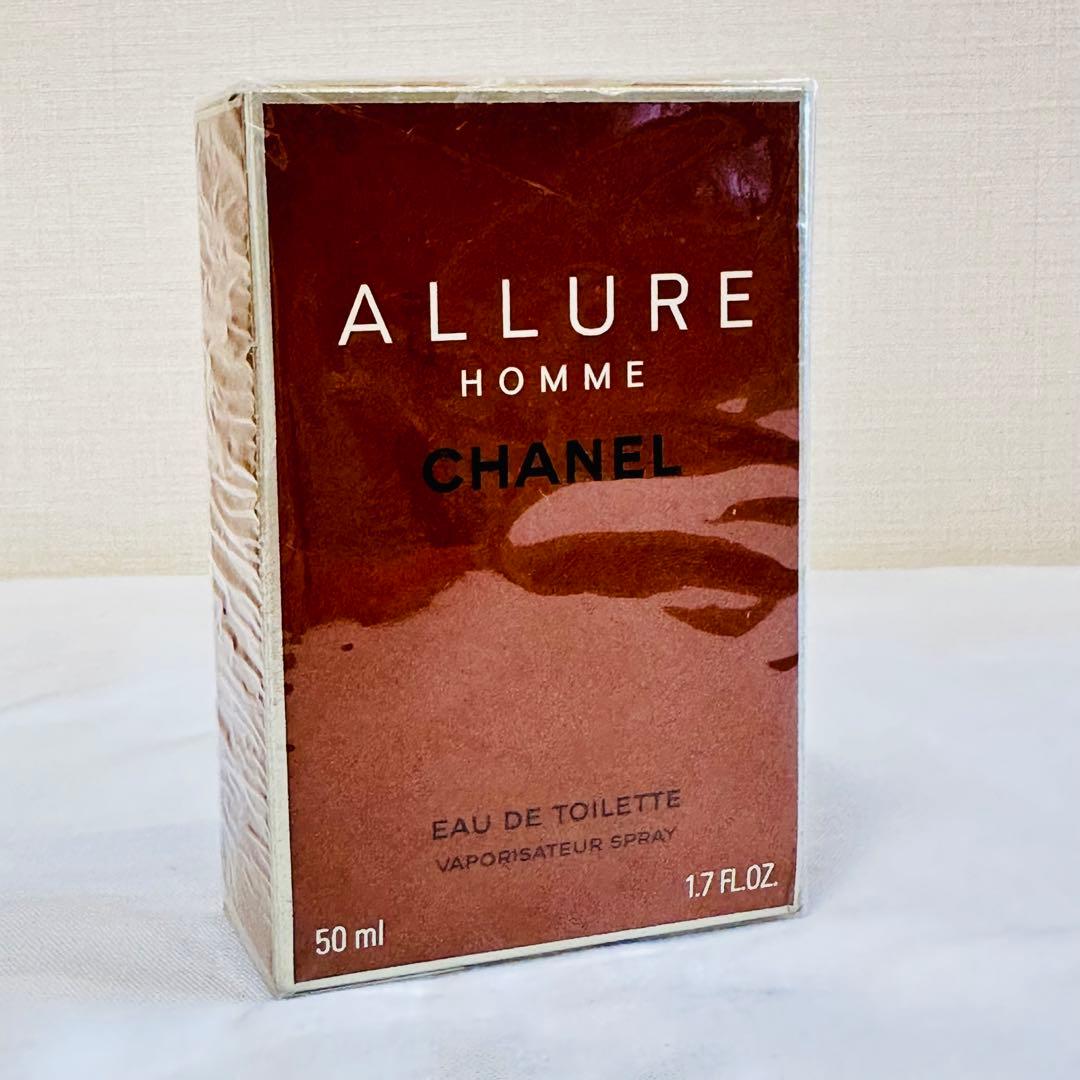 ALLURE
HOMME
CHANEL
EAU DE TOILETTE
VAPORISATEUR SPRAY
1.7 FL.OZ.
50 ml